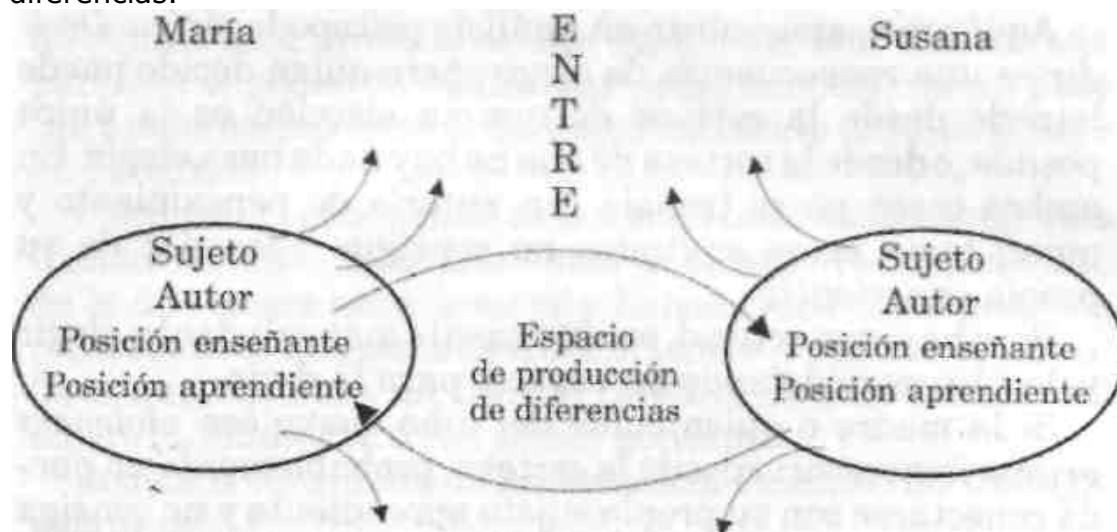 diferencias.
María
E
N
T
R
E
Susana
Sujeto
Autor
Posición enseñante
Posición aprendiente
Espacio
de producción
de diferencias
Sujeto
Autor
Posición enseñante
Posición aprendiente